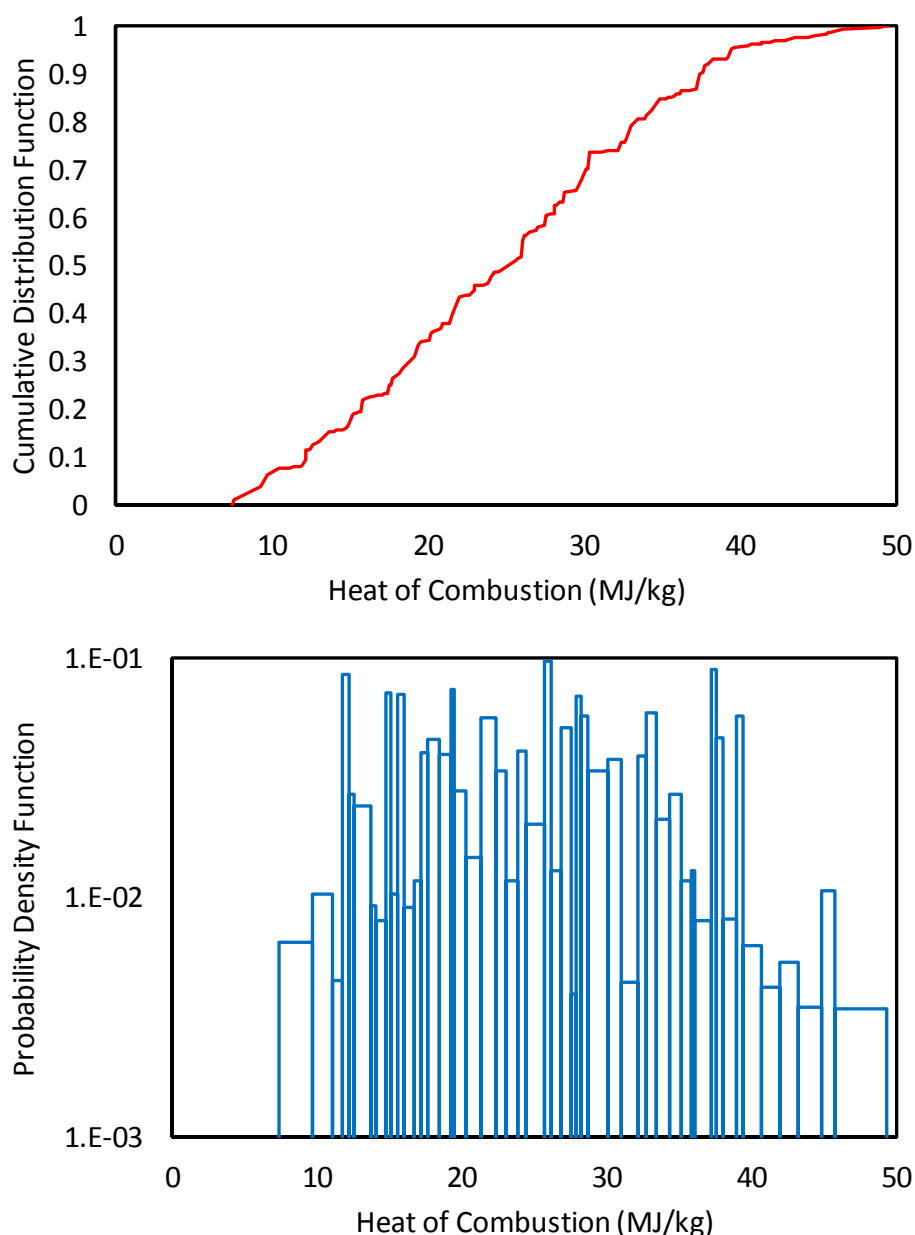 Cumulative Distribution Function
1
0.9
0.8
0.7
0.6
0.5
0.4
0.3
0.2
0.1
0
0 10 20 30 40 50
Heat of Combustion (MJ/kg)
Probability Density Function
1.E-01
1.E-02
1.E-03
0 10 20 30 40 50
Heat of Combustion (MJ/kg)